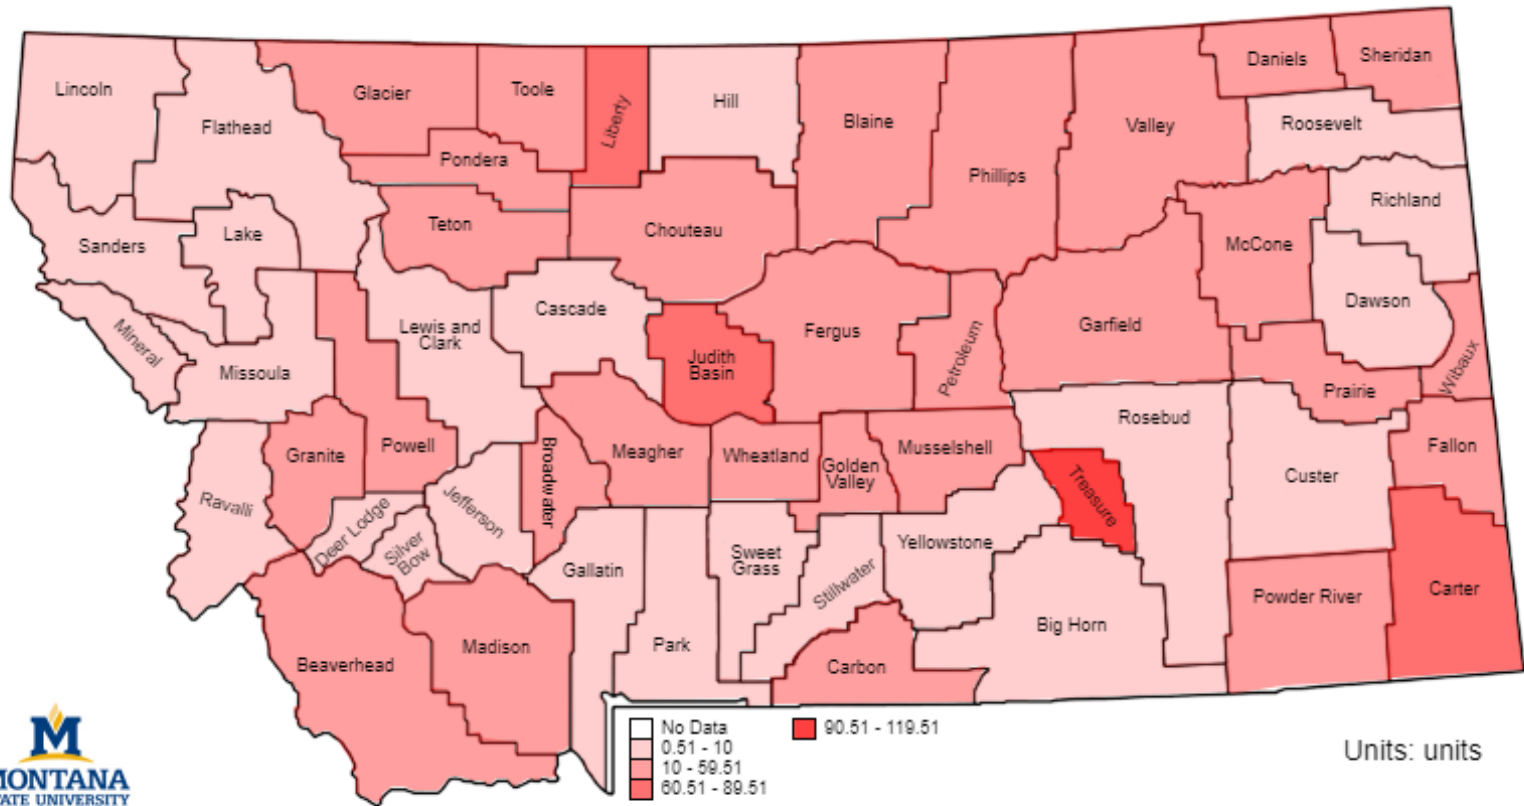 Lincoln
Flathead
Glacier
Toole
Liberty
Hill
Blaine
Phillips
Valley
Daniels
Sheridan
Roosevelt
Richland
Pondera
Teton
Chouteau
McCone
Dawson
Sanders
Lake
Mineral
Missoula
Lewis and
Clark
Cascade
Judith
Basin
Fergus
Petroleum
Garfield
Prairie
Wibaux
Rosebud
Custer
Fallon
Granite
Powell
Broadwater
Meagher
Wheatland
Golden
Valley
Musselshell
Treasure
Ravalli
Deer Lodge
Silver
Bow
Jefferson
Gallatin
Sweet
Grass
Stillwater
Yellowstone
Big Horn
Powder River
Carter
Beaverhead
Madison
Park
Carbon
No Data
0.51 - 10
10 - 59.51
60.51 - 89.51
90.51 - 119.51
Units: units
M
MONTANA
STATE UNIVERSITY